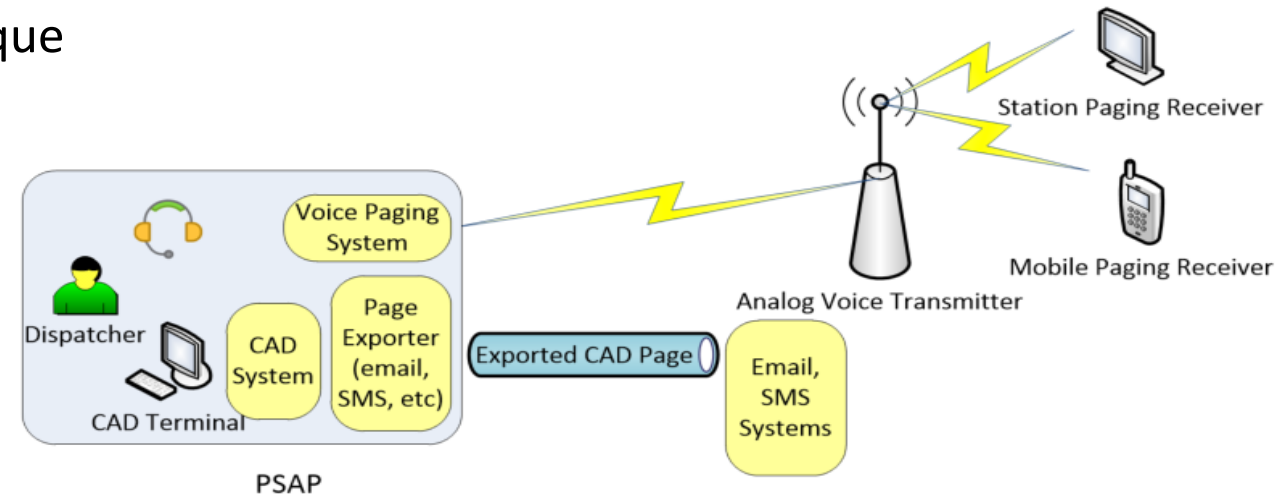 Station Paging Receiver
Voice Paging
System
Mobile Paging Receiver
Analog Voice Transmitter
Dispatcher
Page
Exporter
(email,
SMS, etc)
CAD
System
Exported CAD Page
Email,
SMS
Systems
CAD Terminal
PSAP